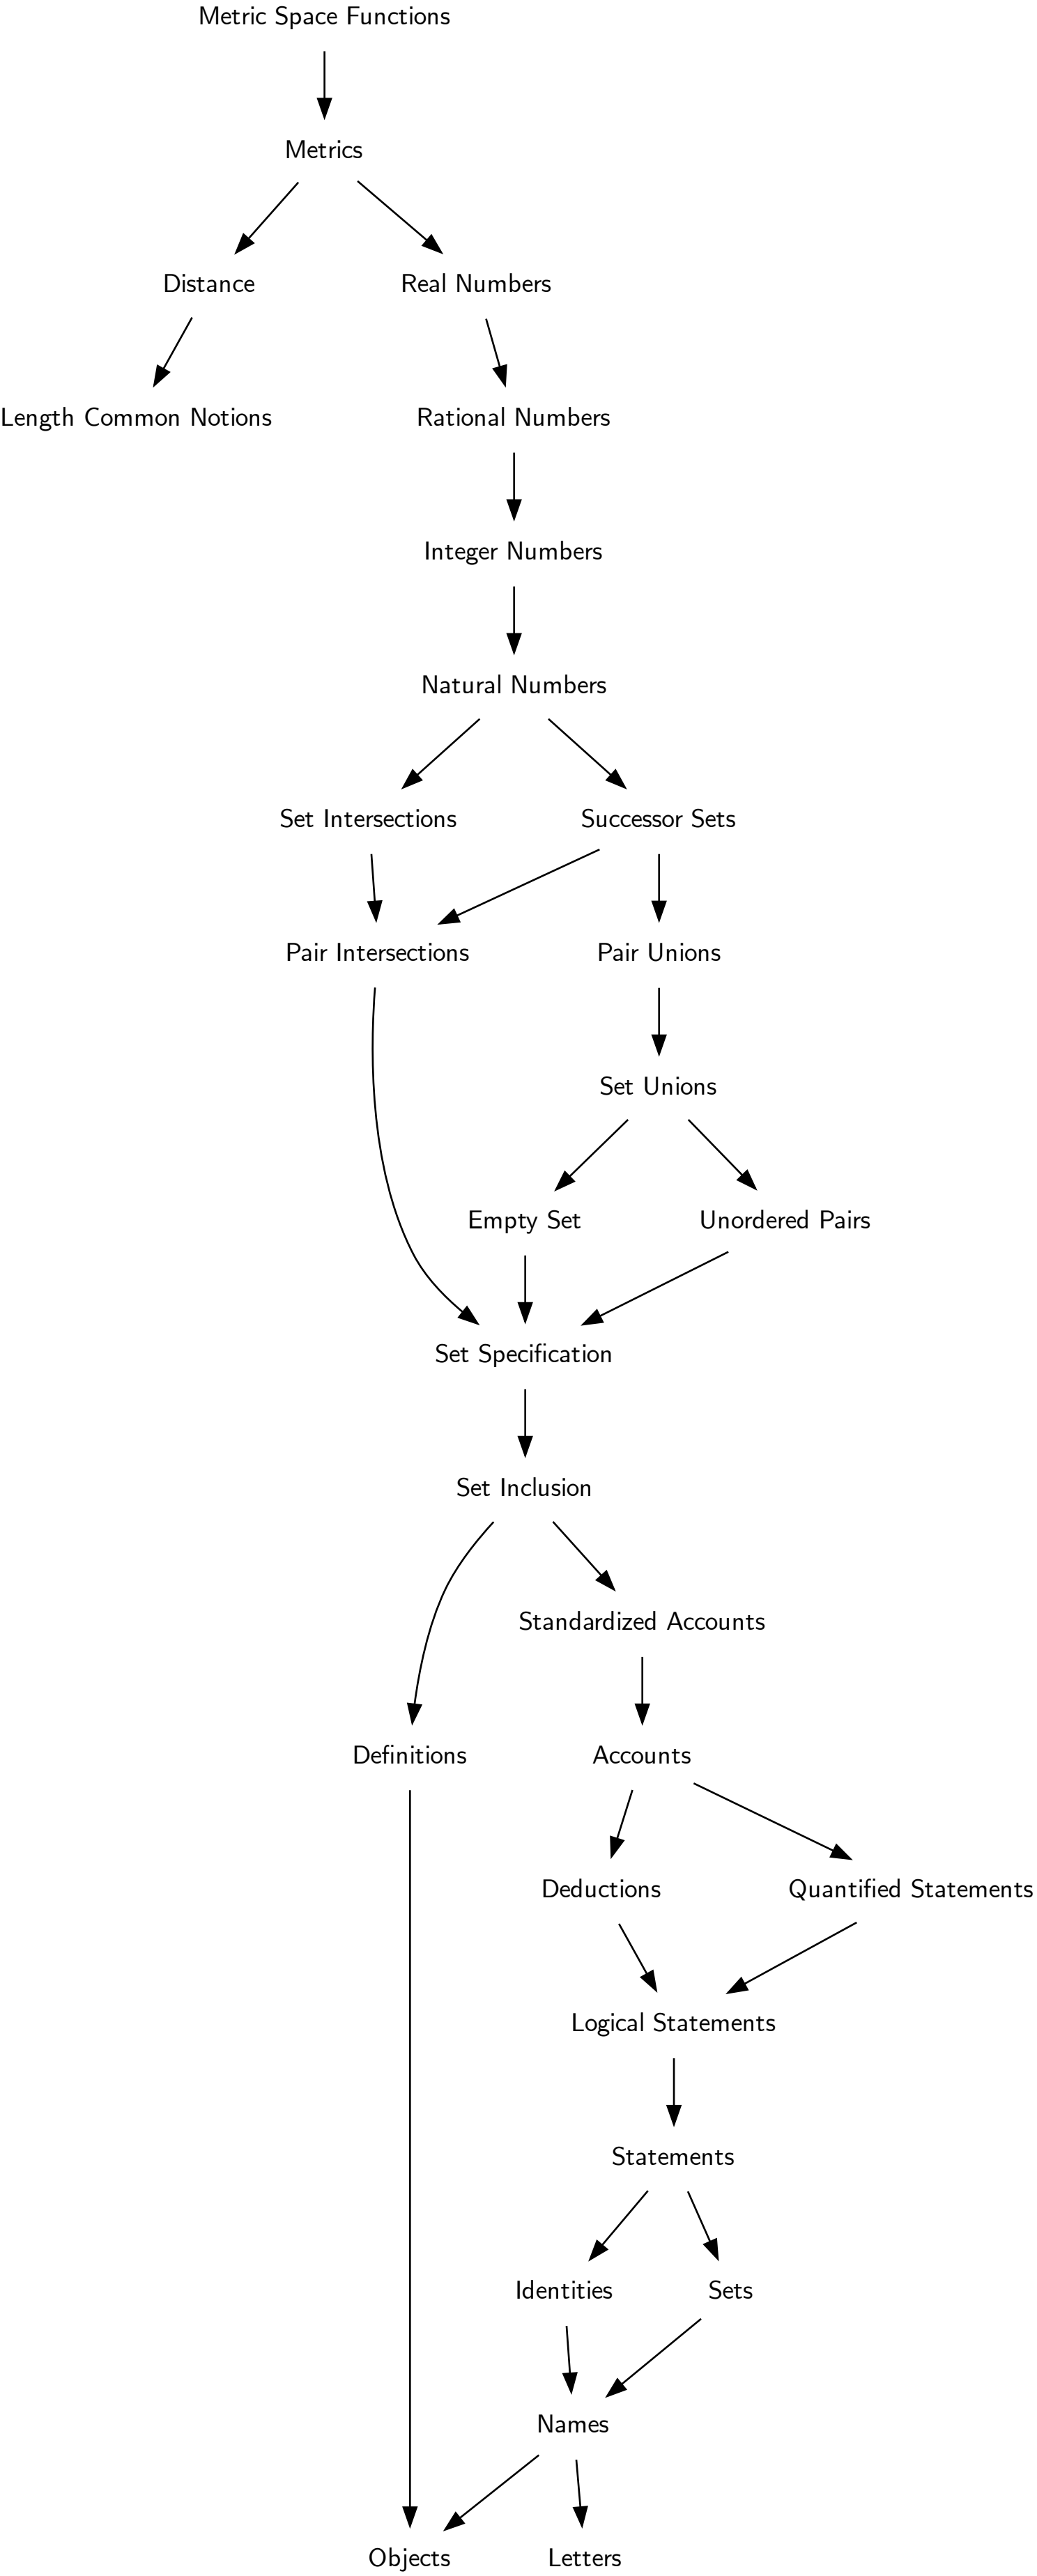 Metric Space Functions
Metrics
Distance
Real Numbers
Length Common Notions
Rational Numbers
Integer Numbers
Natural Numbers
Set Intersections
Successor Sets
Pair Intersections
Pair Unions
Set Unions
Empty Set
Unordered Pairs
Set Specification
Set Inclusion
Standardized Accounts
Definitions
Accounts
Deductions
Quantified Statements
Logical Statements
Statements
Identities
Sets
Names
Objects
Letters